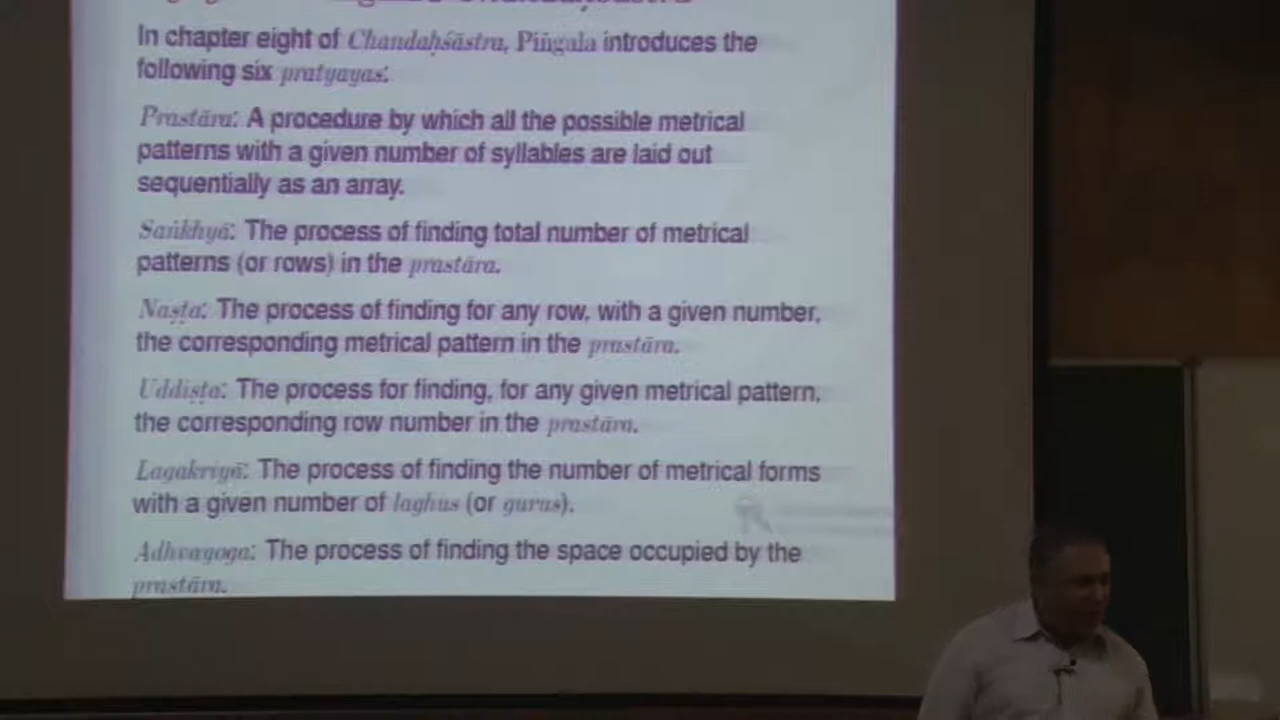 In chapter eight of Chandaḥśāstra, Piṅgala introduces the
following six pratyayas:
Prastāra: A procedure by which all the possible metrical
patterns with a given number of syllables are laid out
sequentially as an array.
Saṅkhyā: The process of finding total number of metrical
patterns (or rows) in the prastāra.
Naṣṭa: The process of finding for any row, with a given number,
the corresponding metrical pattern in the prastāra.
Uddiṣṭa: The process for finding, for any given metrical pattern,
the corresponding row number in the prastāra.
Lagakriyā: The process of finding the number of metrical forms
with a given number of laghus (or gurus).
Adhvayoga: The process of finding the space occupied by the
prastāra.